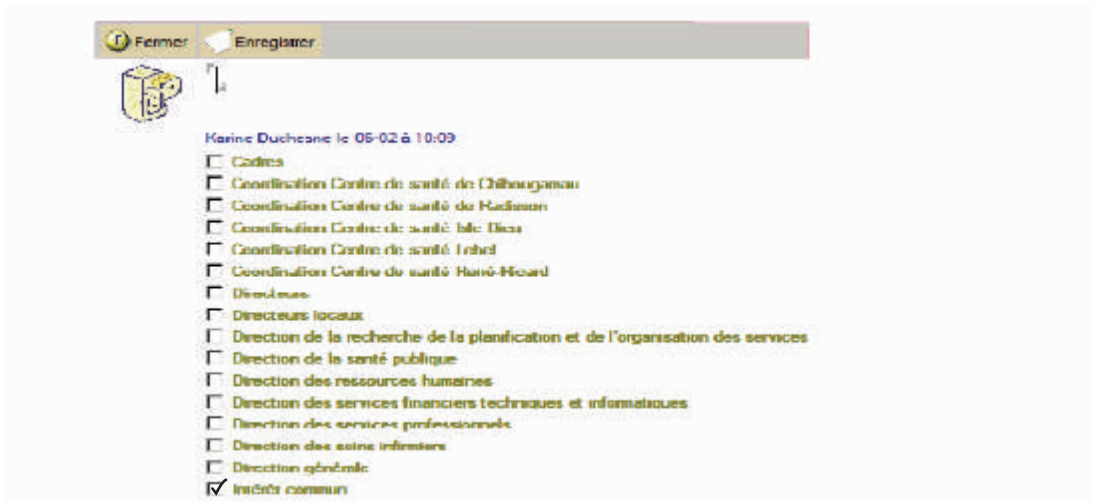 Fermer Enregistrer
Karine Duchesne le 06-02 à 10:09
Cadres
Coordination Centre de santé de Chibougamau
Coordination Centre de santé de Radisson
Coordination Centre de santé Isle-Dieu
Coordination Centre de santé Lebel
Coordination Centre de santé René-Ricard
Directeurs
Directeurs locaux
Direction de la recherche de la planification et de l'organisation des services
Direction de la santé publique
Direction des ressources humaines
Direction des services financiers techniques et informatiques
Direction des services professionnels
Direction des soins infirmiers
Direction générale
Intérêt commun